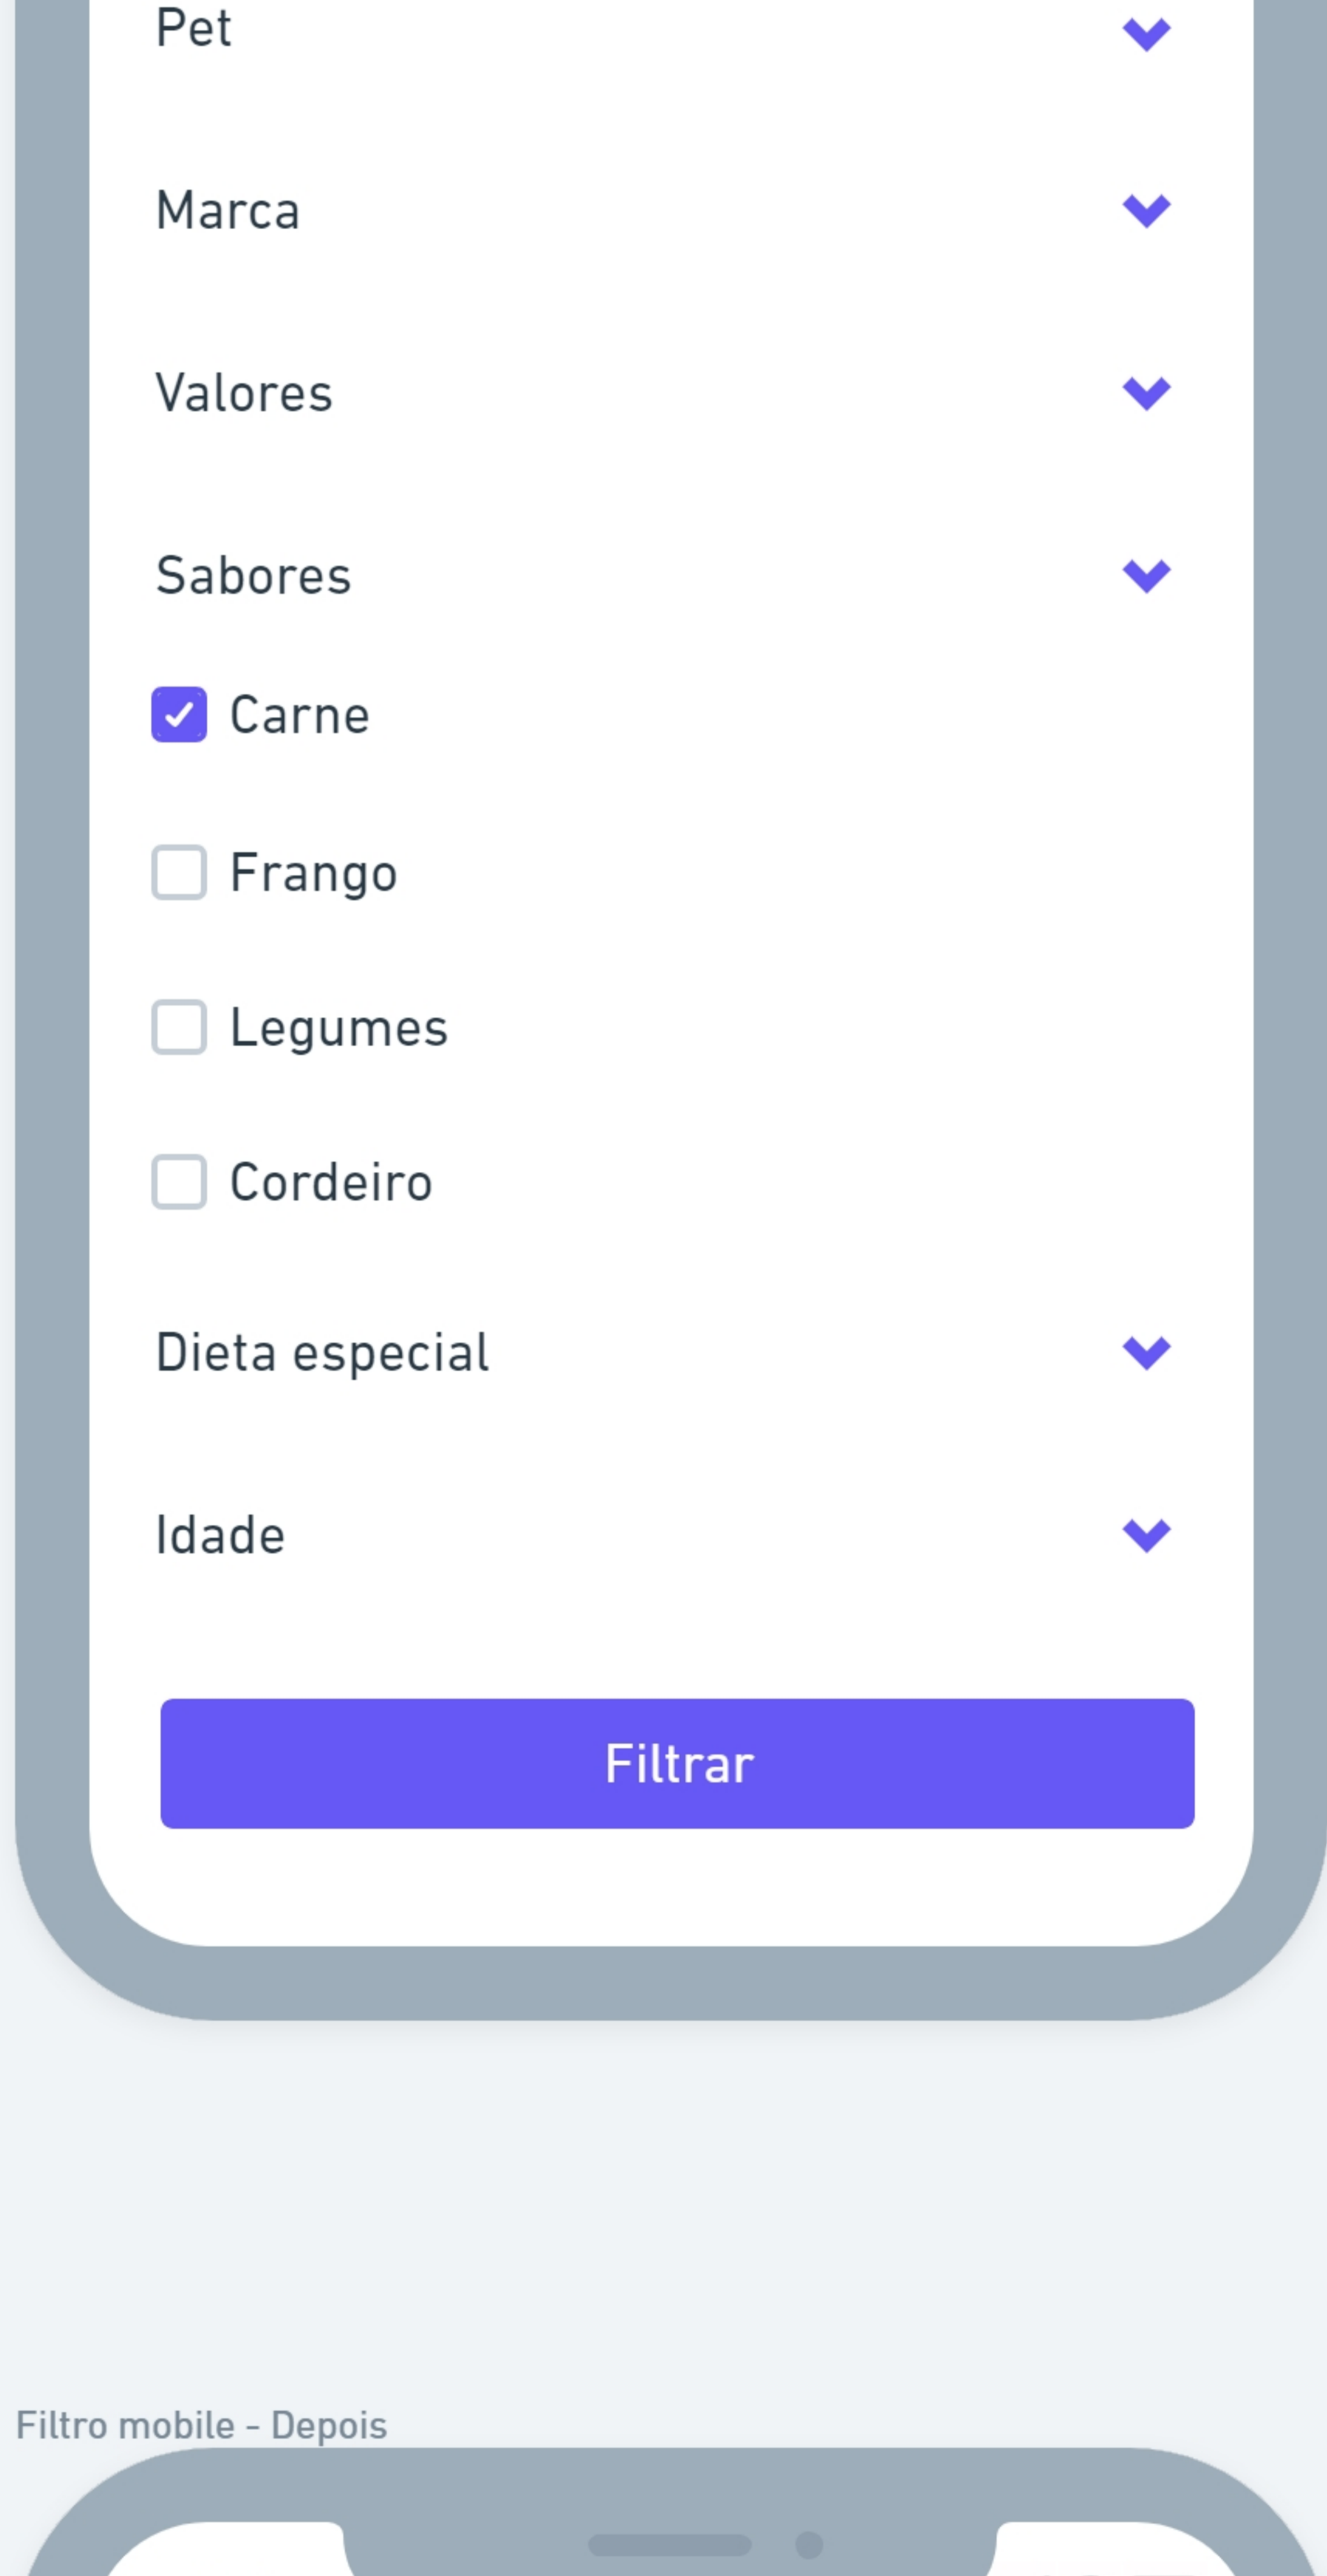 Pet
Marca
Valores
Sabores
Carne
Frango
Legumes
Cordeiro
Dieta especial
Idade
Filtrar
Filtro mobile - Depois